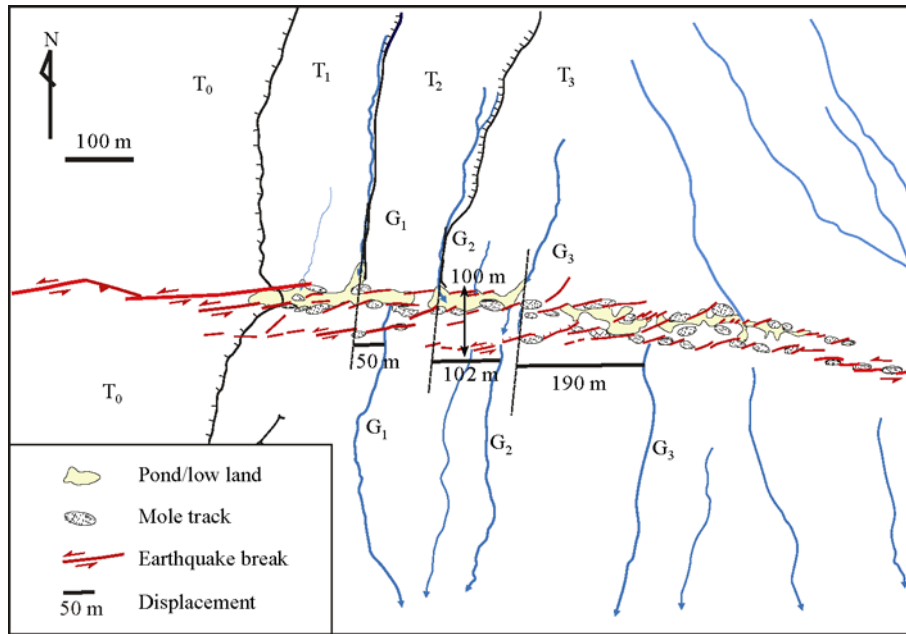 N
T₀
T₁
T₂
T₃
100 m
G₁
G₂
G₃
100 m
50 m
102 m
190 m
T₀
G₁
G₂
G₃
Pond/low land
Mole track
Earthquake break
50 m
Displacement